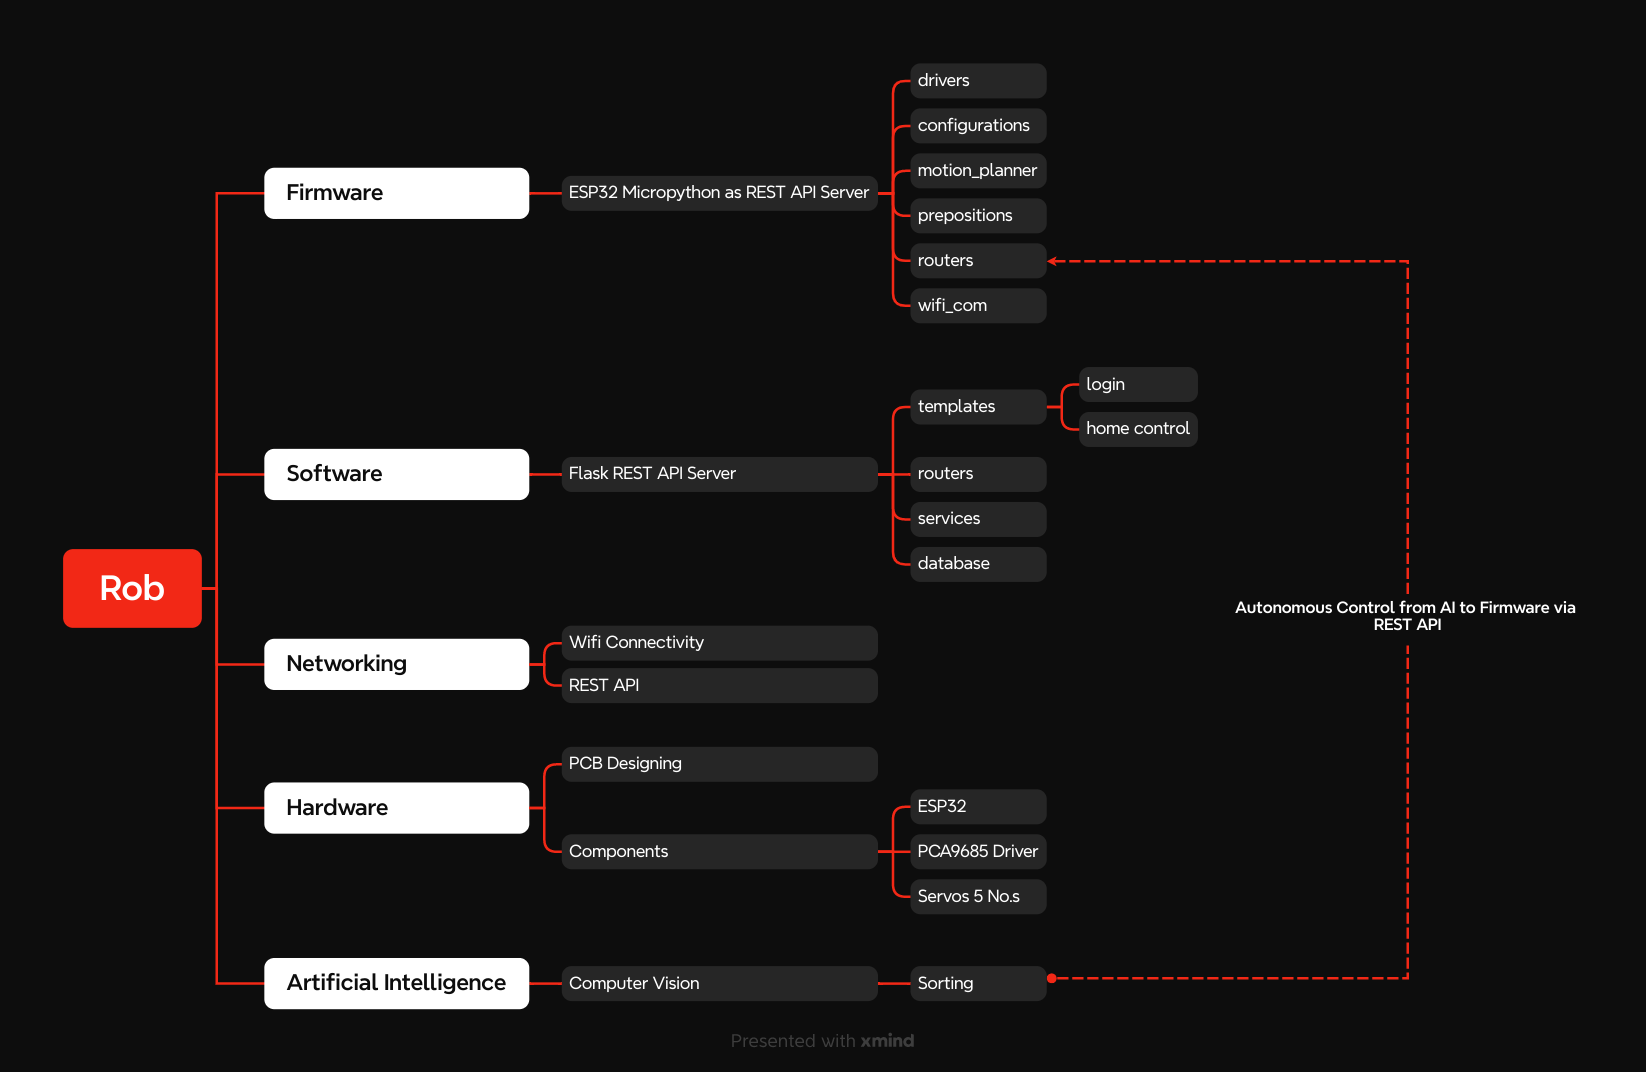 Rob
Firmware
ESP32 Micropython as REST API Server
drivers
configurations
motion_planner
prepositions
routers
wifi_com
Software
Flask REST API Server
templates
login
home control
routers
services
database
Networking
Wifi Connectivity
REST API
Hardware
PCB Designing
Components
ESP32
PCA9685 Driver
Servos 5 No.s
Artificial Intelligence
Computer Vision
Sorting
Autonomous Control from AI to Firmware via
REST API
Presented with xmind